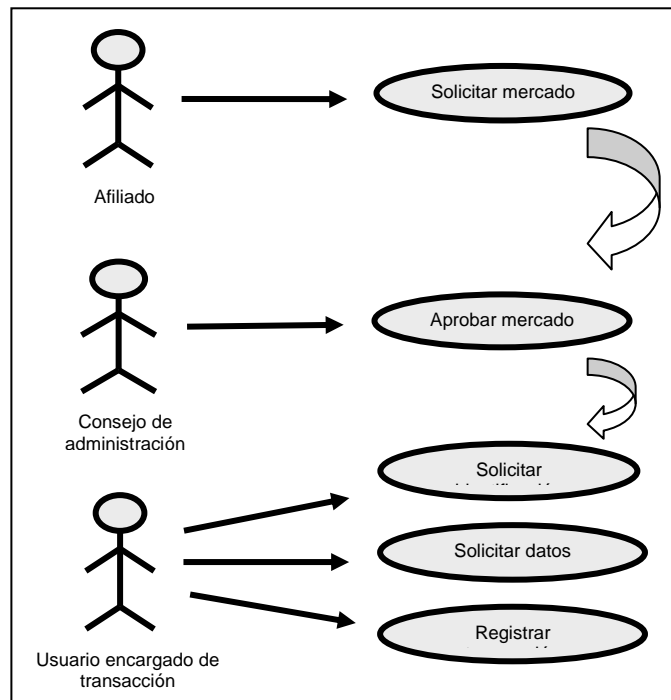 Solicitar mercado
Afiliado
Aprobar mercado
Consejo de
administración
Solicitar
Solicitar datos
Registrar
Usuario encargado de
transacción